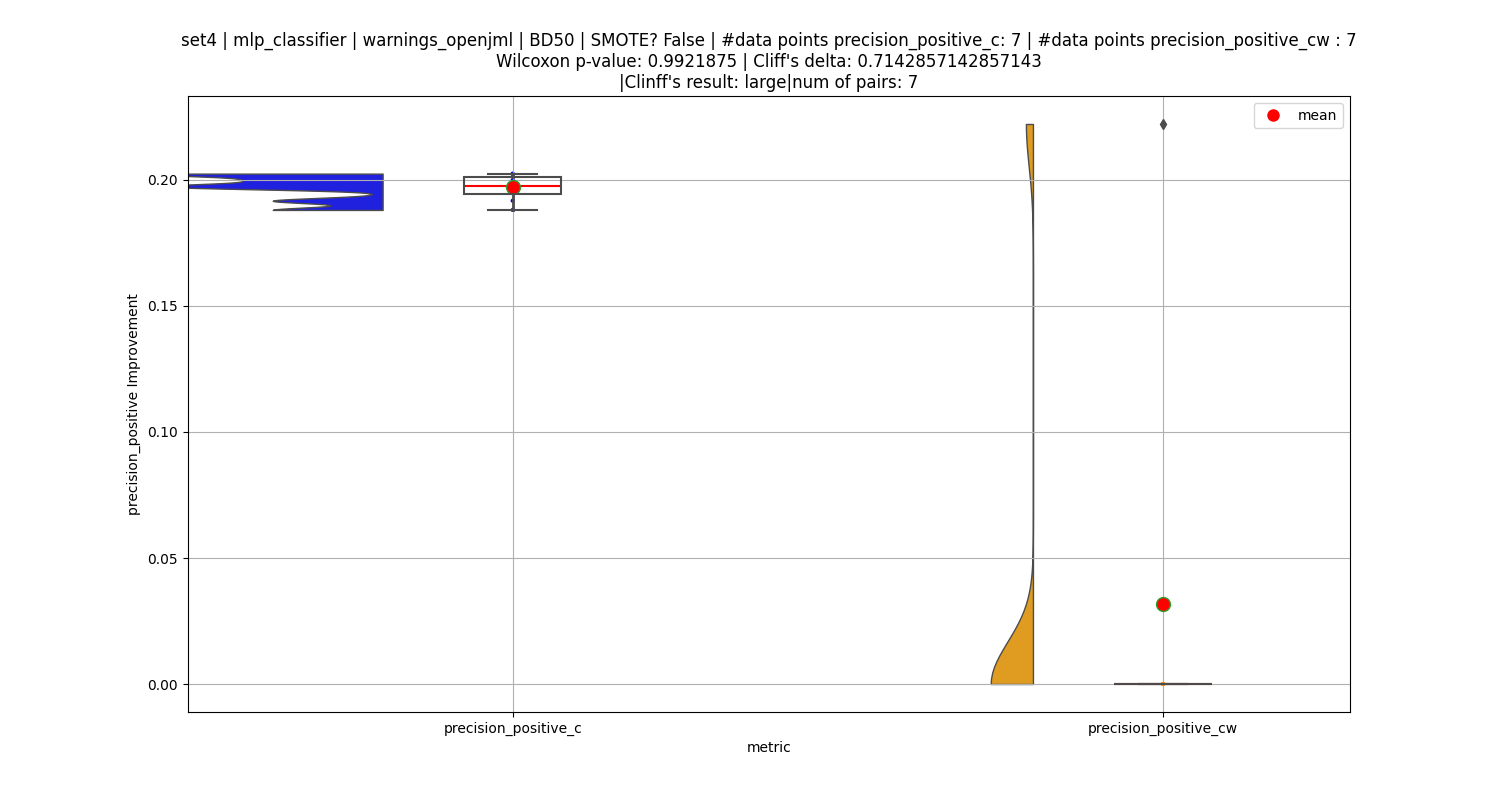 set4 | mlp_classifier | warnings_openjml | BD50 | SMOTE? False | #data points precision_positive_c: 7 | #data points precision_positive_cw : 7
Wilcoxon p-value: 0.9921875 | Cliff's delta: 0.7142857142857143
|Clinff's result: large|num of pairs: 7
mean
0.20
0.15
0.10
0.05
0.00
precision_positive Improvement
precision_positive_c
precision_positive_cw
metric